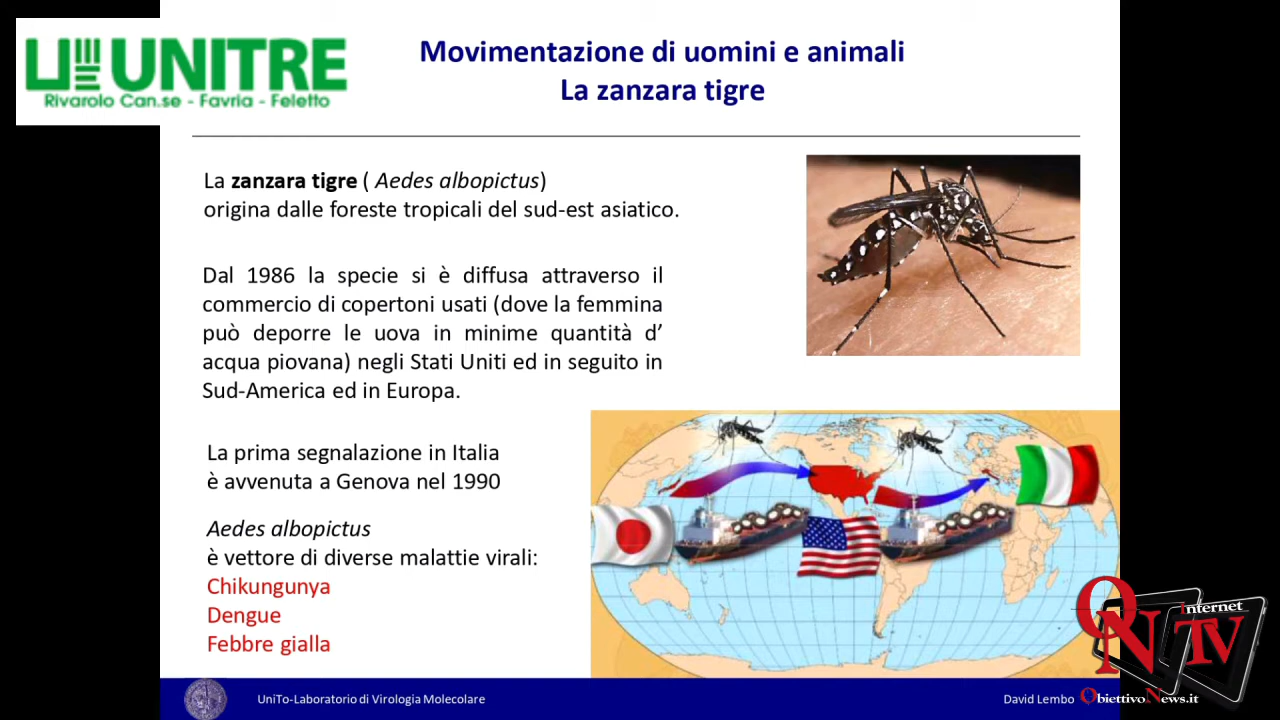 UNITRE
Rivarolo Can.se - Favria - Feletto
Movimentazione di uomini e animali
La zanzara tigre
La zanzara tigre ( Aedes albopictus)
origina dalle foreste tropicali del sud-est asiatico.
Dal 1986 la specie si è diffusa attraverso il
commercio di copertoni usati (dove la femmina
può deporre le uova in minime quantità d’
acqua piovana) negli Stati Uniti ed in seguito in
Sud-America ed in Europa.
La prima segnalazione in Italia
è avvenuta a Genova nel 1990
Aedes albopictus
è vettore di diverse malattie virali:
Chikungunya
Dengue
Febbre gialla
UniTo-Laboratorio di Virologia Molecolare
David Lembo
ON
Internet
TV
ObiettivoNews.it